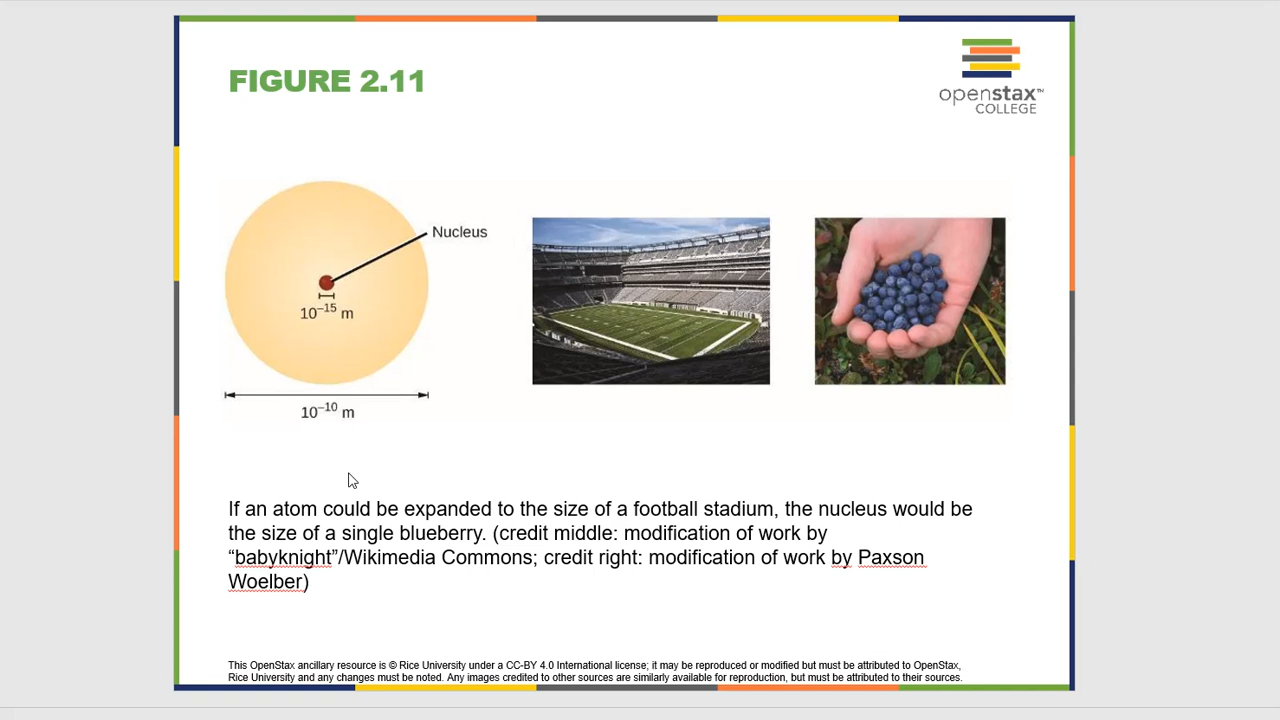 FIGURE 2.11
openstax™
COLLEGE
Nucleus
10⁻¹⁵ m
10⁻¹⁰ m
If an atom could be expanded to the size of a football stadium, the nucleus would be
the size of a single blueberry. (credit middle: modification of work by
“babyknight”/Wikimedia Commons; credit right: modification of work by Paxson
Woelber)
This OpenStax ancillary resource is © Rice University under a CC-BY 4.0 International license; it may be reproduced or modified but must be attributed to OpenStax,
Rice University and any changes must be noted. Any images credited to other sources are similarly available for reproduction, but must be attributed to their sources.